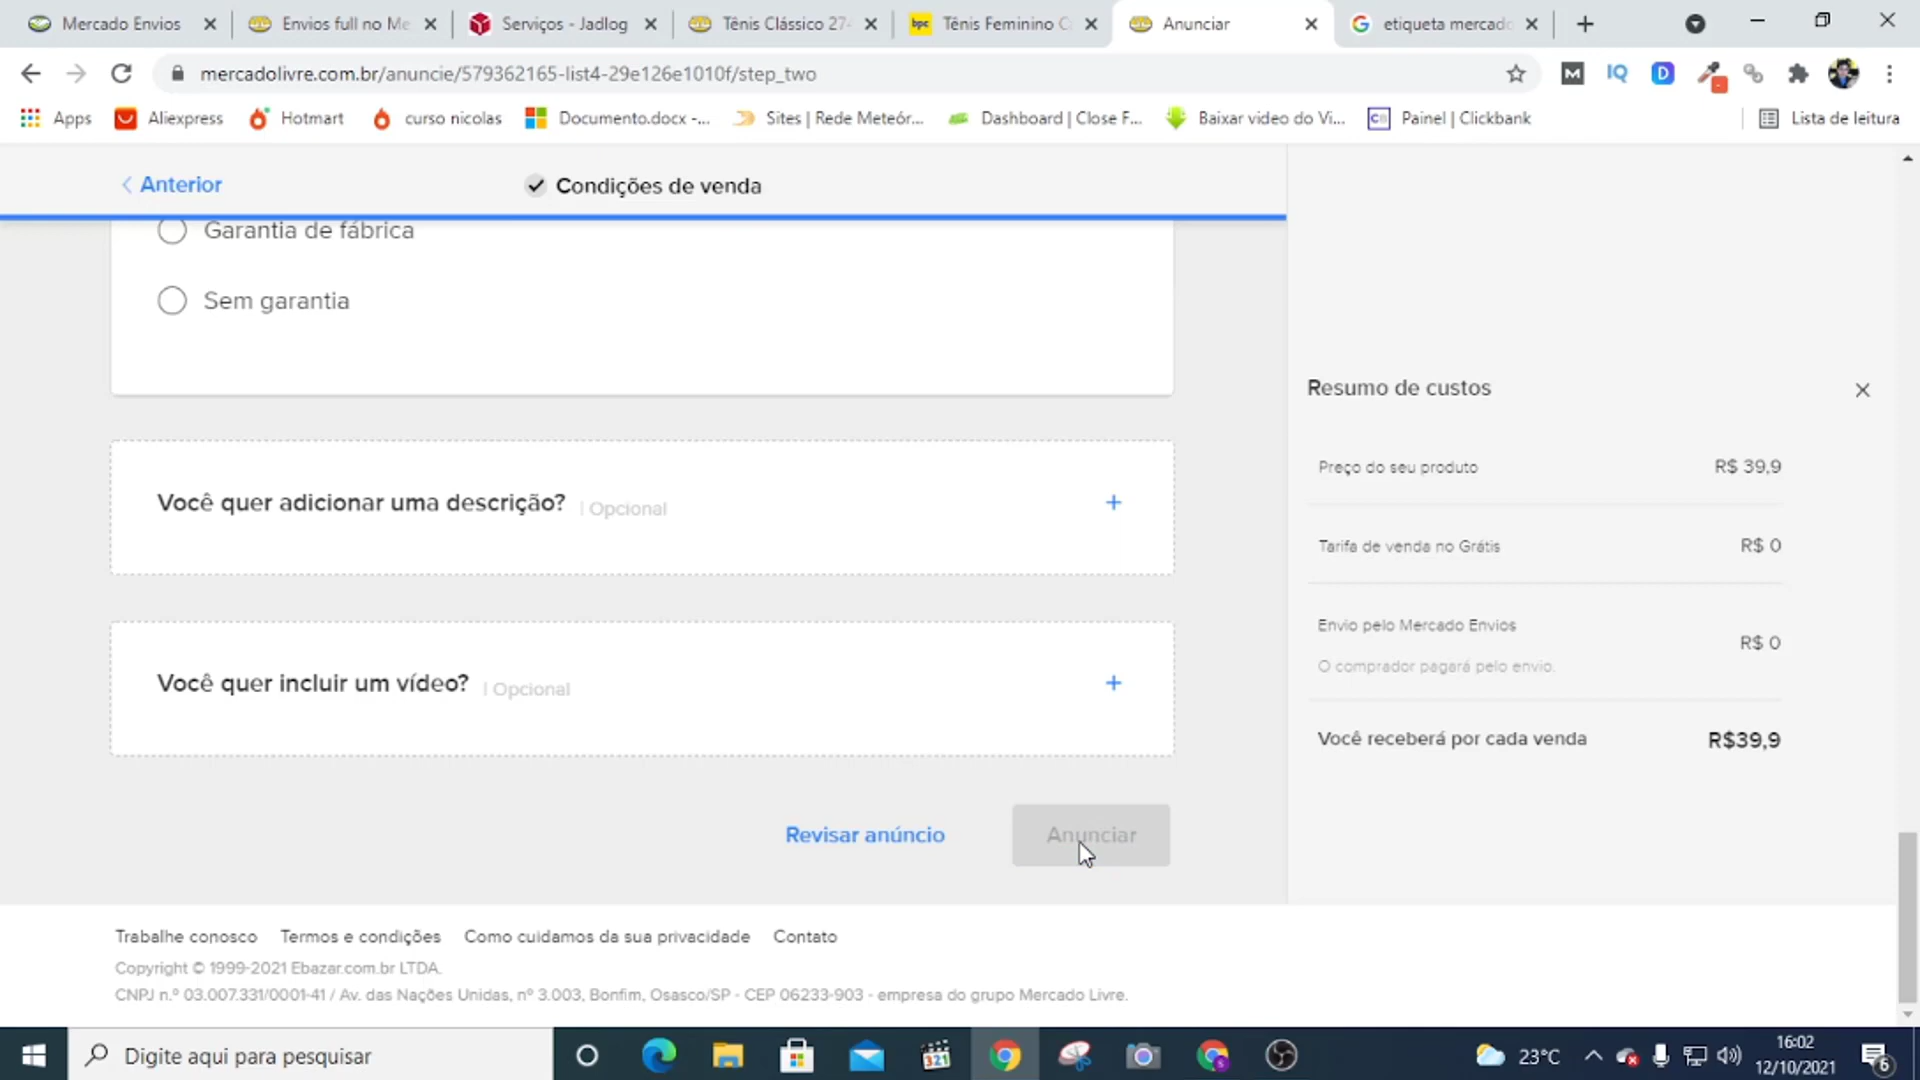 Mercado Envios
Envios full no Me
Serviços - Jadlog
Tênis Clássico 27
Tênis Feminino C
Anunciar
etiqueta mercado
mercadolivre.com.br/anuncie/579362165-list4-29e126e1010f/step_two
Apps
Aliexpress
Hotmart
curso nicolas
Documento.docx -...
Sites | Rede Meteór...
Dashboard | Close F...
Baixar video do Vi...
Painel | Clickbank
Lista de leitura
Anterior
Condições de venda
Garantia de fábrica
Sem garantia
Você quer adicionar uma descrição? | Opcional
Você quer incluir um vídeo? | Opcional
Revisar anúncio
Anunciar
Resumo de custos
Preço do seu produto R$ 39,9
Tarifa de venda no Grátis R$ 0
Envio pelo Mercado Envios R$ 0
O comprador pagará pelo envio.
Você receberá por cada venda R$39,9
Trabalhe conosco Termos e condições Como cuidamos da sua privacidade Contato
Copyright © 1999-2021 Ebazar.com.br LTDA.
CNPJ n.º 03.007.331/0001-41 / Av. das Nações Unidas, nº 3.003, Bonfim, Osasco/SP - CEP 06233-903 - empresa do grupo Mercado Livre.
Digite aqui para pesquisar
23°C
16:02
12/10/2021
6